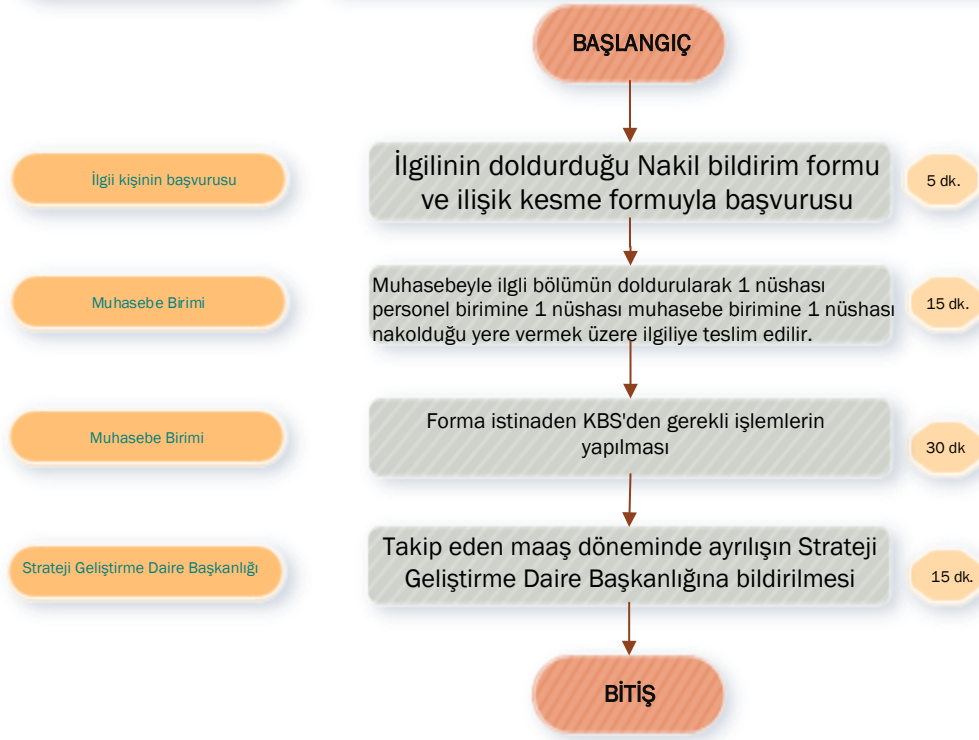 BAŞLANGIÇ
İlgii kişinin başvurusu
İlgilinin doldurduğu Nakil bildirim formu
ve ilişik kesme formuyla başvurusu
5 dk.
Muhasebe Birimi
Muhasebeyle ilgli bölümün doldurularak 1 nüshası
personel birimine 1 nüshası muhasebe birimine 1 nüshası
nakolduğu yere vermek üzere ilgiliye teslim edilir.
15 dk.
Muhasebe Birimi
Forma istinaden KBS'den gerekli işlemlerin
yapılması
30 dk
Strateji Geliştirme Daire Başkanlığı
Takip eden maaş döneminde ayrılışın Strateji
Geliştirme Daire Başkanlığına bildirilmesi
15 dk.
BİTİŞ